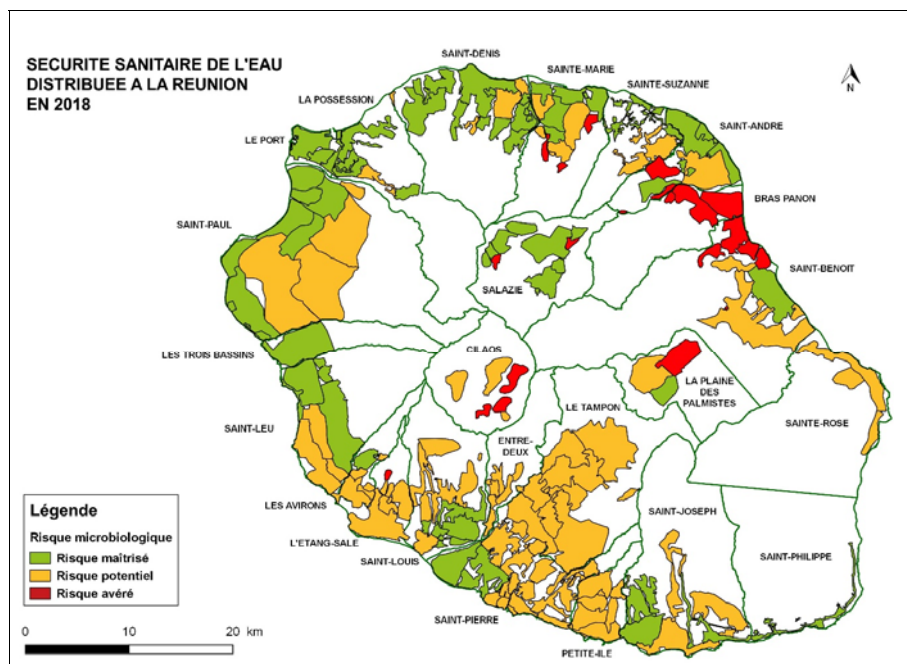 SECURITE SANITAIRE DE L'EAU
DISTRIBUEE A LA REUNION
EN 2018
SAINT-DENIS
SAINTE-MARIE
SAINTE-SUZANNE
N
LA POSSESSION
LE PORT
SAINT-ANDRE
BRAS PANON
SAINT-PAUL
SAINT-BENOIT
SALAZIE
LES TROIS BASSINS
CILAOS
LA PLAINE
DES
PALMISTES
LE TAMPON
SAINTE-ROSE
SAINT-LEU
ENTRE-
DEUX
LES AVIRONS
SAINT-JOSEPH
L'ETANG-SALE
SAINT-PHILIPPE
SAINT-LOUIS
SAINT-PIERRE
PETITE-ILE
Légende
Risque microbiologique
Risque maîtrisé
Risque potentiel
Risque avéré
0 10 20 km